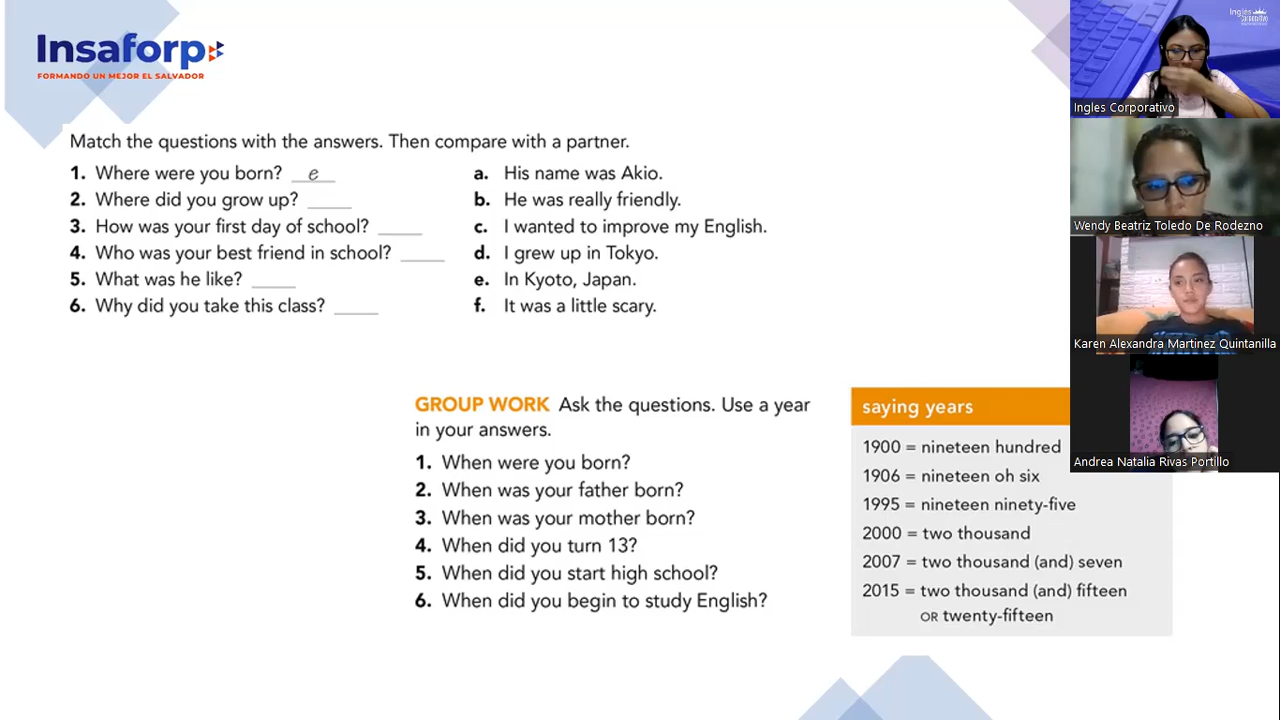 Insaforp
FORMANDO UN MEJOR EL SALVADOR
Match the questions with the answers. Then compare with a partner.
1. Where were you born? e
2. Where did you grow up? ____
3. How was your first day of school? ____
4. Who was your best friend in school? ____
5. What was he like? ____
6. Why did you take this class? ____
a. His name was Akio.
b. He was really friendly.
c. I wanted to improve my English.
d. I grew up in Tokyo.
e. In Kyoto, Japan.
f. It was a little scary.
GROUP WORK Ask the questions. Use a year
in your answers.
1. When were you born?
2. When was your father born?
3. When was your mother born?
4. When did you turn 13?
5. When did you start high school?
6. When did you begin to study English?
saying years
1900 = nineteen hundred
1906 = nineteen oh six
1995 = nineteen ninety-five
2000 = two thousand
2007 = two thousand (and) seven
2015 = two thousand (and) fifteen
OR twenty-fifteen
Ingles Corporativo
Wendy Beatriz Toledo De Rodezno
Karen Alexandra Martinez Quintanilla
Andrea Natalia Rivas Portillo